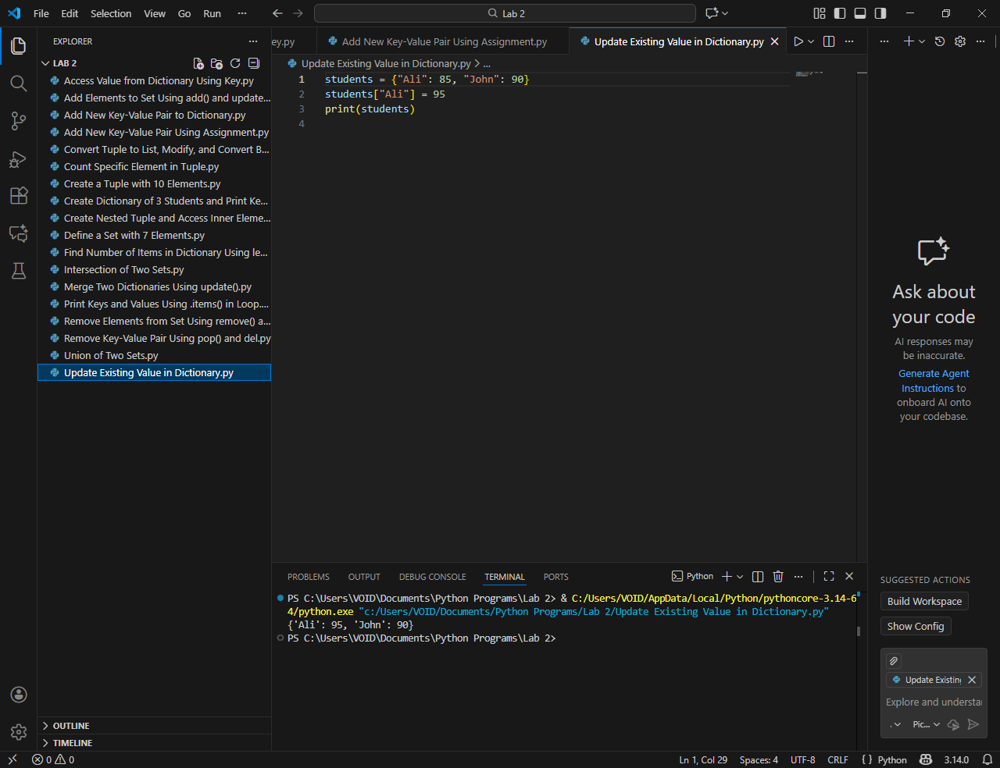 File Edit Selection View Go Run ··· Lab 2
EXPLORER ···
LAB 2
Access Value from Dictionary Using Key.py
Add Elements to Set Using add() and update...
Add New Key-Value Pair to Dictionary.py
Add New Key-Value Pair Using Assignment.py
Convert Tuple to List, Modify, and Convert B...
Count Specific Element in Tuple.py
Create a Tuple with 10 Elements.py
Create Dictionary of 3 Students and Print Ke...
Create Nested Tuple and Access Inner Eleme...
Define a Set with 7 Elements.py
Find Number of Items in Dictionary Using le...
Intersection of Two Sets.py
Merge Two Dictionaries Using update().py
Print Keys and Values Using .items() in Loop....
Remove Elements from Set Using remove() a...
Remove Key-Value Pair Using pop() and del.py
Union of Two Sets.py
Update Existing Value in Dictionary.py
OUTLINE
TIMELINE
ey.py Add New Key-Value Pair Using Assignment.py Update Existing Value in Dictionary.py
Update Existing Value in Dictionary.py > ...
1 students = {"Ali": 85, "John": 90}
2 students["Ali"] = 95
3 print(students)
4
PROBLEMS OUTPUT DEBUG CONSOLE TERMINAL PORTS Python
PS C:\Users\VOID\Documents\Python Programs\Lab 2> & C:/Users/VOID/AppData/Local/Python/pythoncore-3.14-6
4/python.exe "c:/Users/VOID/Documents/Python Programs/Lab 2/Update Existing Value in Dictionary.py"
{'Ali': 95, 'John': 90}
PS C:\Users\VOID\Documents\Python Programs\Lab 2>
Ask about
your code
AI responses may
be inaccurate.
Generate Agent
Instructions to
onboard AI onto
your codebase.
SUGGESTED ACTIONS
Build Workspace
Show Config
Update Existing
Explore and understa
Pic...
0 0 Ln 1, Col 29 Spaces: 4 UTF-8 CRLF { } Python 3.14.0